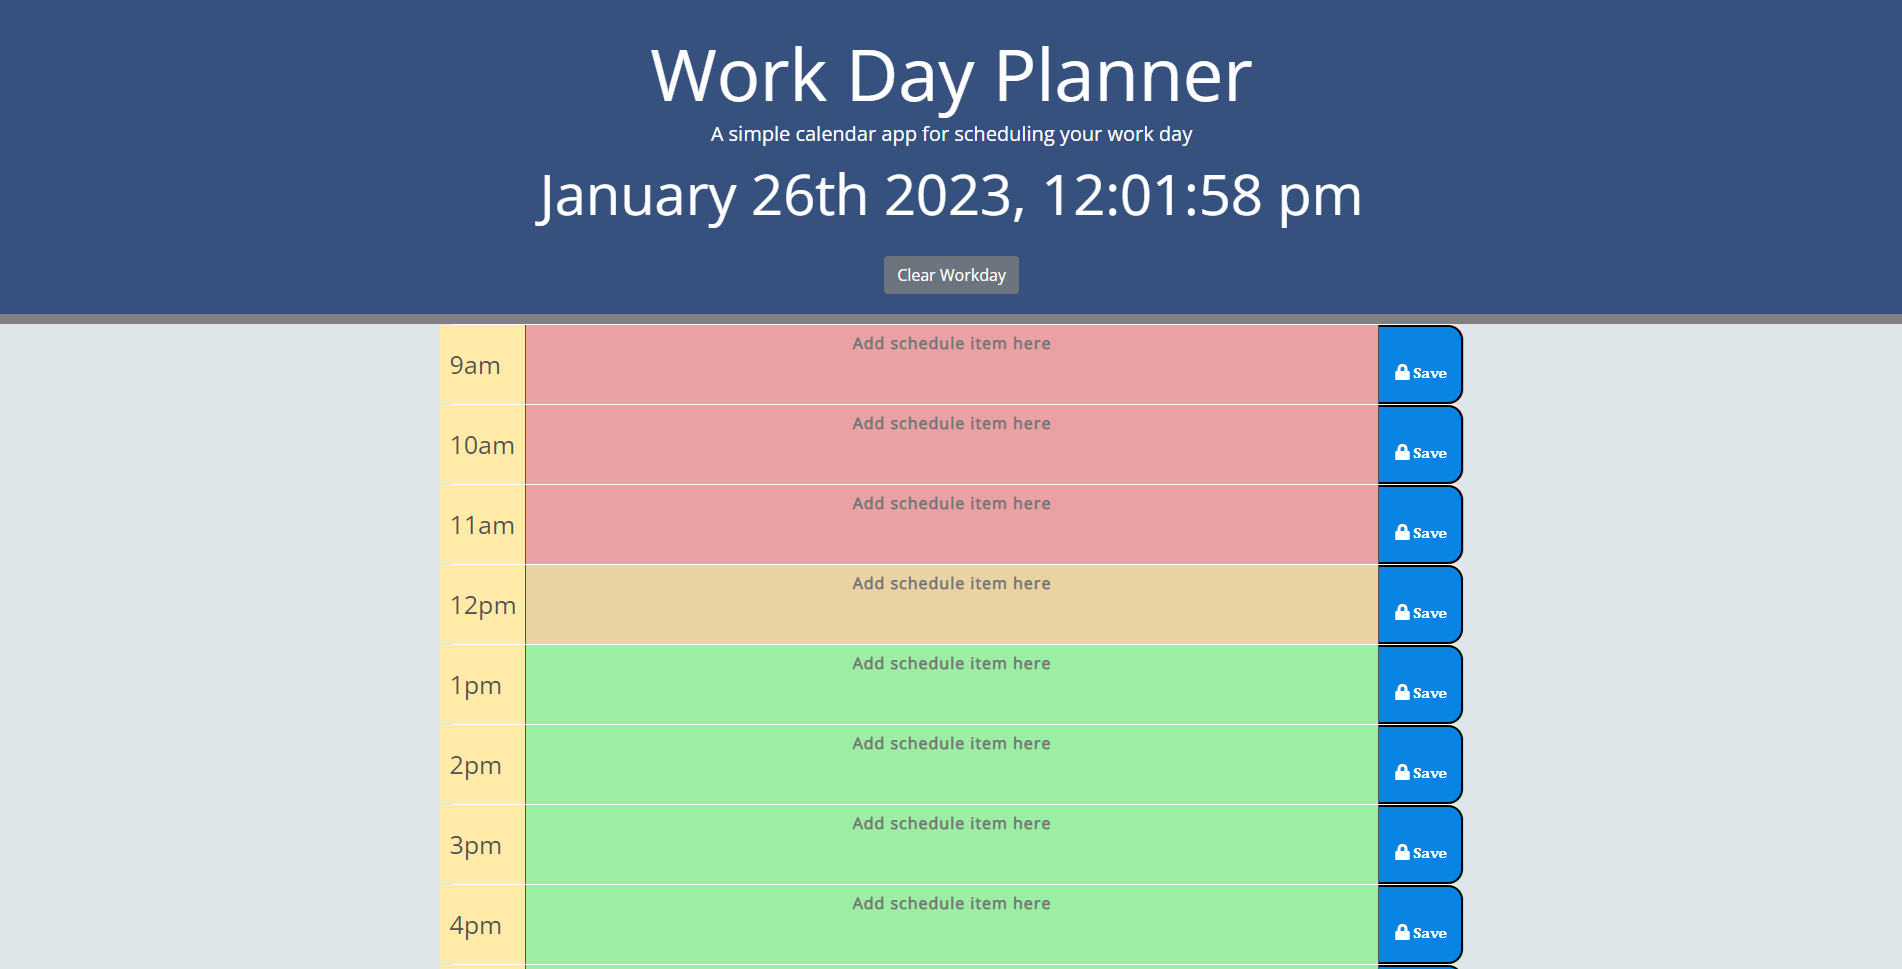 Work Day Planner
A simple calendar app for scheduling your work day
January 26th 2023, 12:01:58 pm
Clear Workday
9am Add schedule item here Save
10am Add schedule item here Save
11am Add schedule item here Save
12pm Add schedule item here Save
1pm Add schedule item here Save
2pm Add schedule item here Save
3pm Add schedule item here Save
4pm Add schedule item here Save